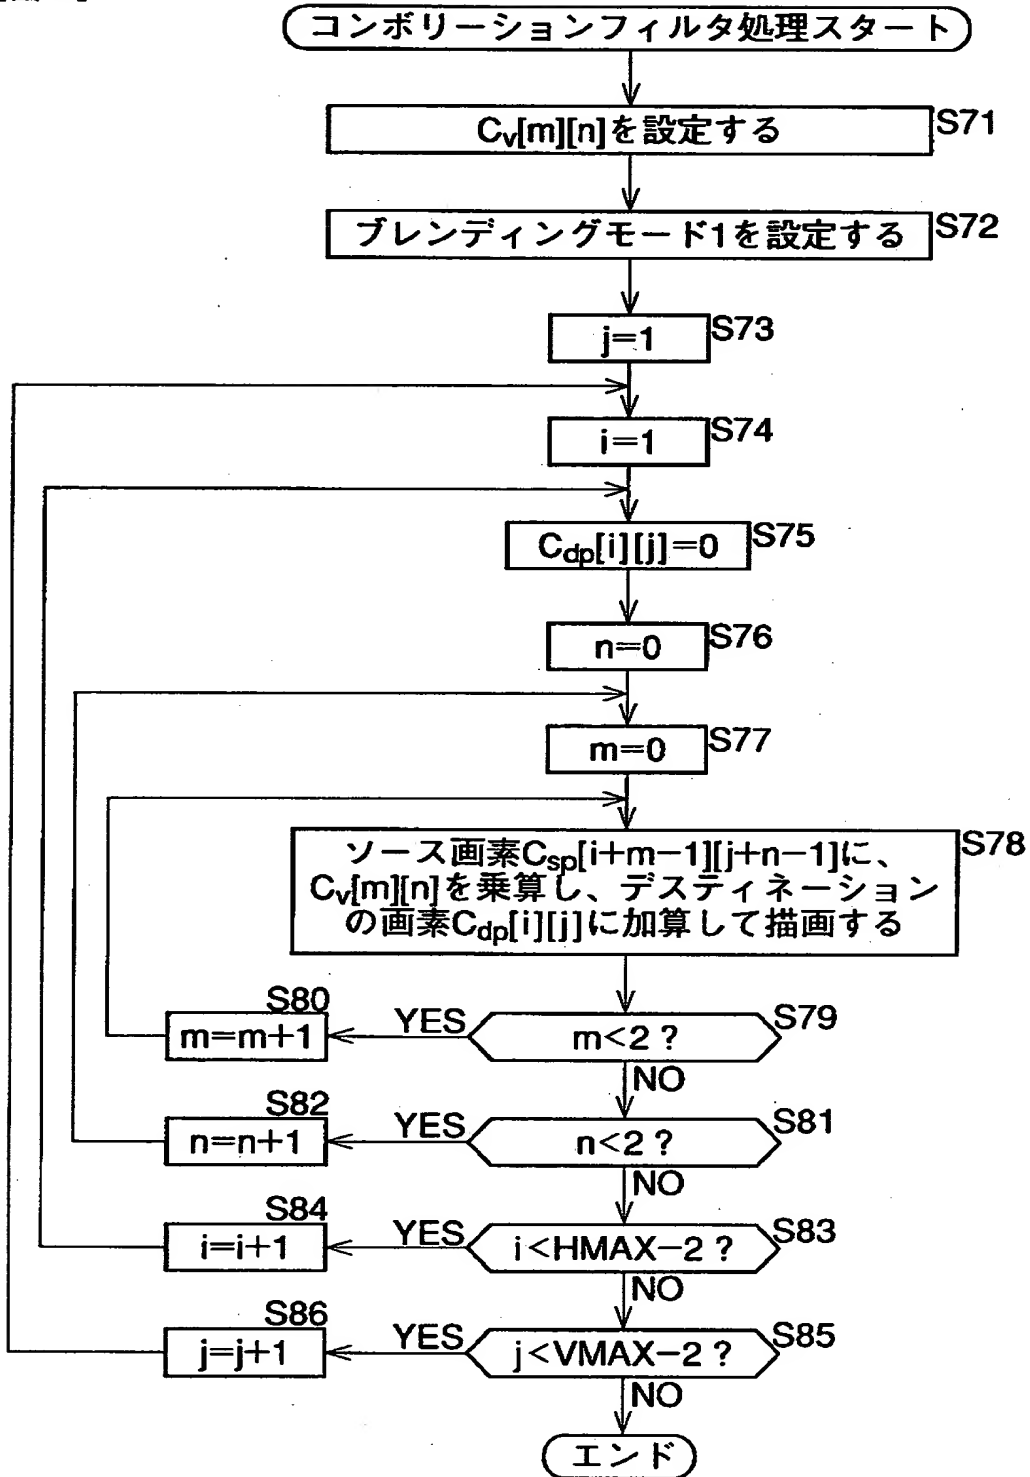 コンボリーションフィルタ処理スタート
Cv[m][n]を設定する
S71
ブレンディングモード1を設定する
S72
j=1
S73
i=1
S74
Cdp[i][j]=0
S75
n=0
S76
m=0
S77
ソース画素Csp[i+m−1][j+n−1]に、
Cv[m][n]を乗算し、デスティネーション
の画素Cdp[i][j]に加算して描画する
S78
S80
m=m+1
YES
m<2 ?
S79
NO
S82
n=n+1
YES
n<2 ?
S81
NO
S84
i=i+1
YES
i<HMAX−2 ?
S83
NO
S86
j=j+1
YES
j<VMAX−2 ?
S85
NO
エンド